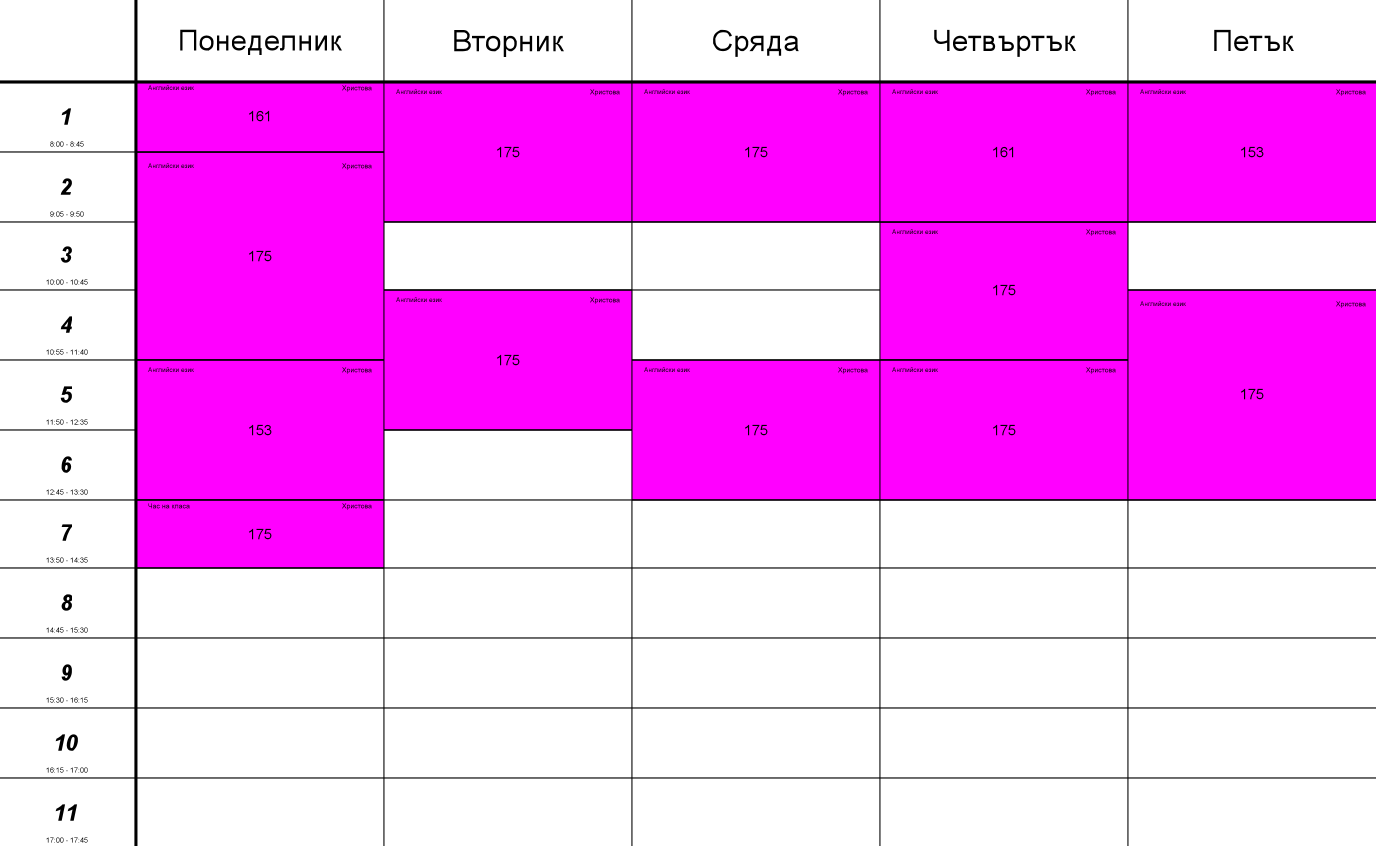 Понеделник Вторник Сряда Четвъртък Петък
Английски език Христова Английски език Христова Английски език Христова Английски език Христова Английски език Христова
1 161
8:00 - 8:45
175 175 161 153
Английски език Христова
2
9:05 - 9:50
Английски език Христова
3 175
10:00 - 10:45
175
Английски език Христова Английски език Христова
4
10:55 - 11:40
175
Английски език Христова Английски език Христова Английски език Христова
5 175
11:50 - 12:35
153 175 175
6
12:45 - 13:30
Час на класа Христова
7 175
13:50 - 14:35
8
14:45 - 15:30
9
15:30 - 16:15
10
16:15 - 17:00
11
17:00 - 17:45